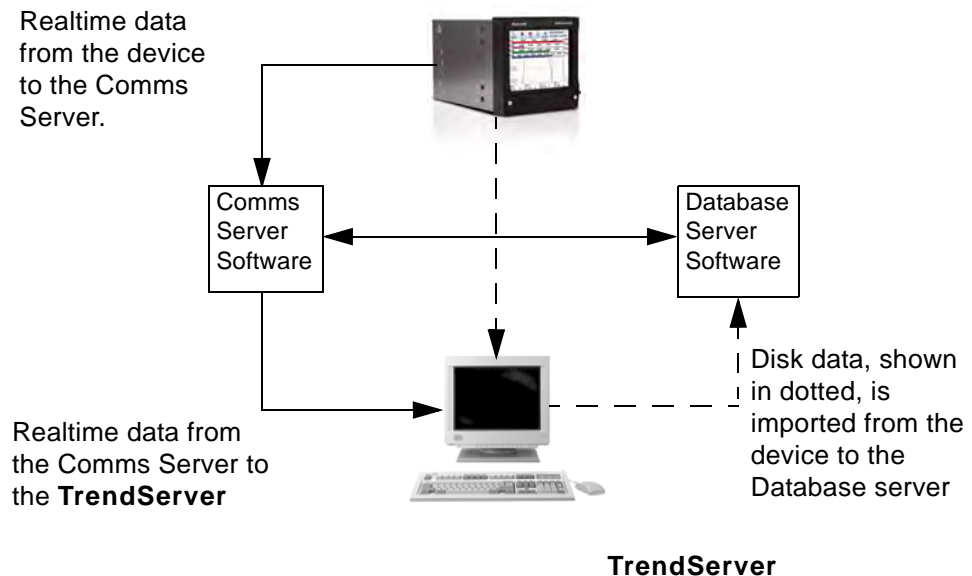 Realtime data
from the device
to the Comms
Server.
Comms
Server
Software
Database
Server
Software
Disk data, shown
in dotted, is
imported from the
device to the
Database server
Realtime data from
the Comms Server to
the TrendServer
TrendServer